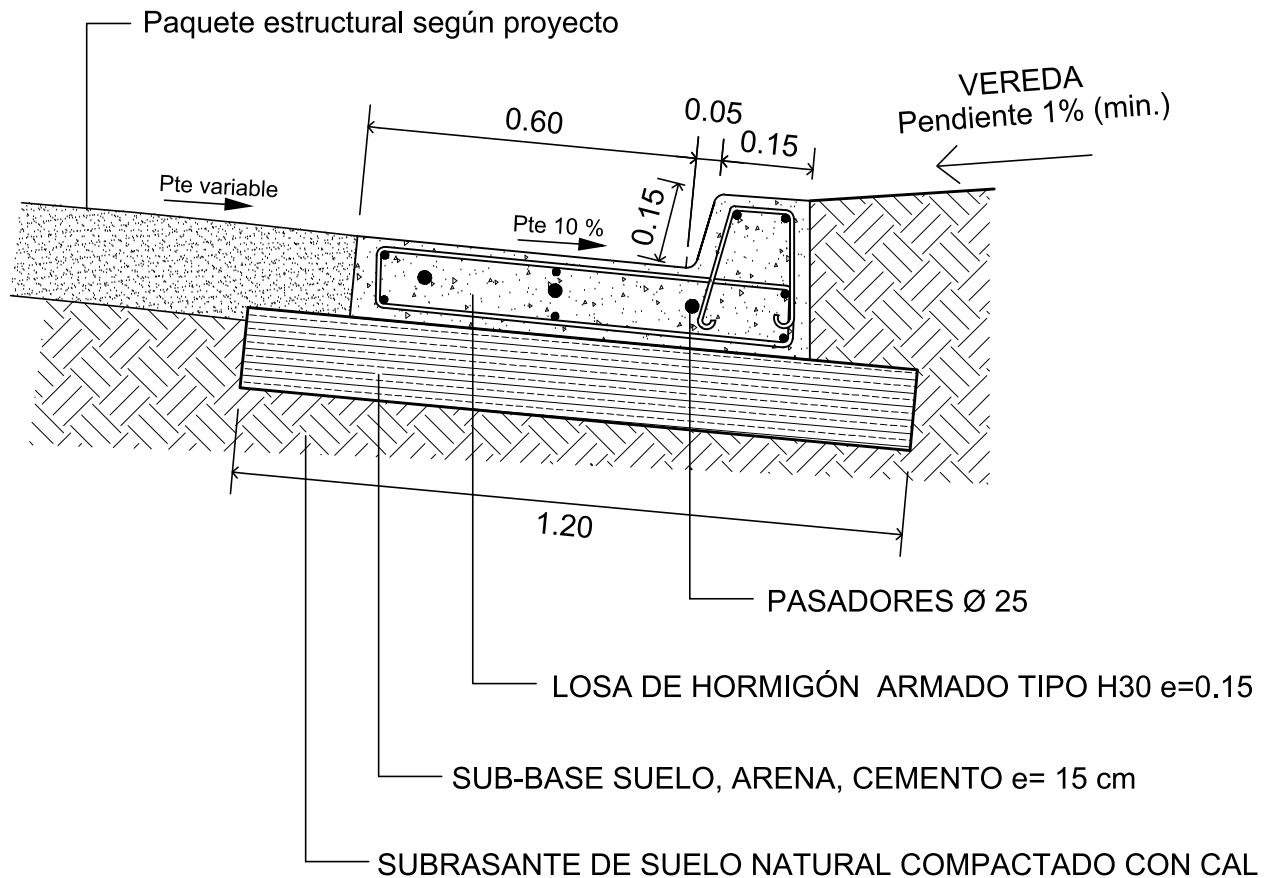 Paquete estructural según proyecto
VEREDA
Pendiente 1% (min.)
0.60
0.05
0.15
Pte variable
Pte 10 %
0.15
1.20
PASADORES Ø 25
LOSA DE HORMIGÓN ARMADO TIPO H30 e=0.15
SUB-BASE SUELO, ARENA, CEMENTO e= 15 cm
SUBRASANTE DE SUELO NATURAL COMPACTADO CON CAL